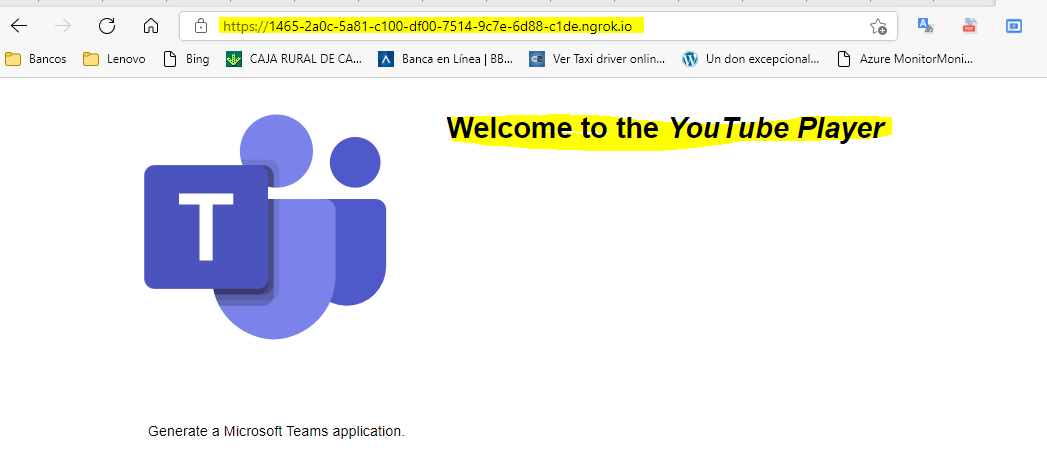 https://1465-2a0c-5a81-c100-df00-7514-9c7e-6d88-c1de.ngrok.io
Bancos Lenovo Bing CAJA RURAL DE CA... Banca en Línea | BB... Ver Taxi driver onlin... Un don excepcional... Azure MonitorMoni...
Welcome to the YouTube Player
T
Generate a Microsoft Teams application.